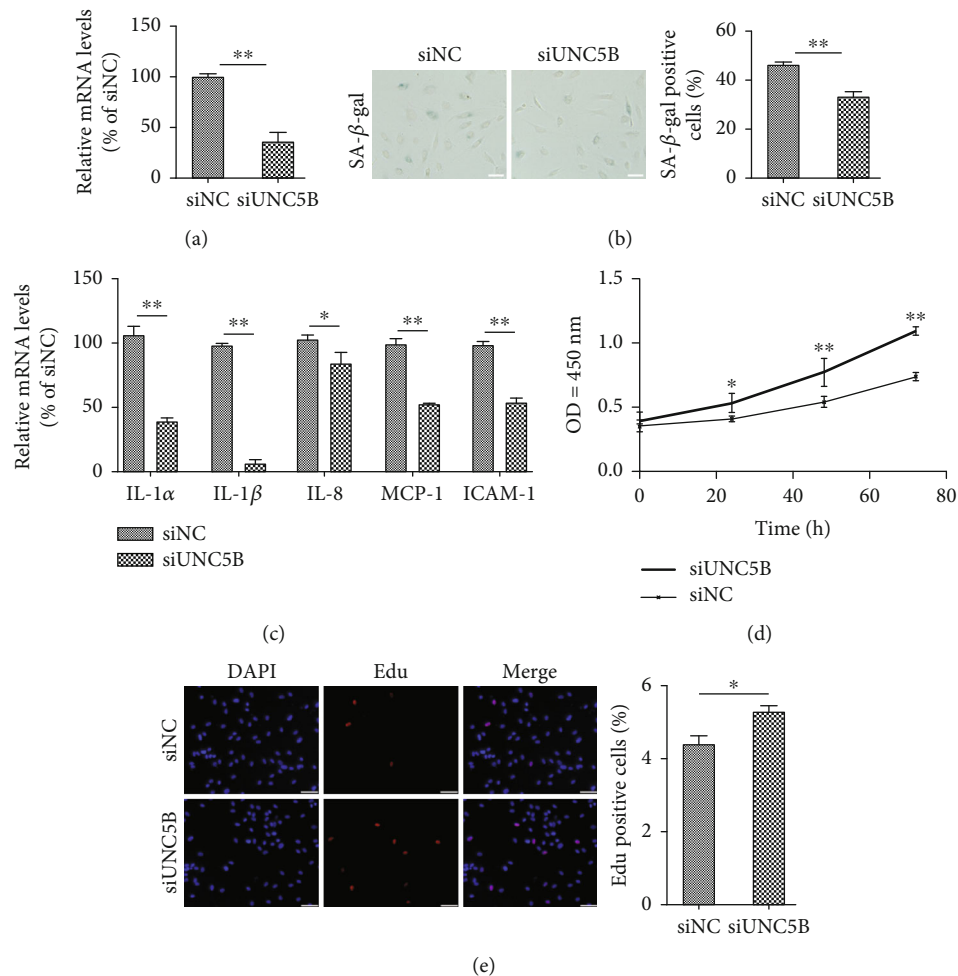 150
100
50
0
Relative mRNA levels
(% of siNC)
**
siNC siUNC5B
(a)
siNC siUNC5B
SA-β-gal
60
40
20
0
SA-β-gal positive
cells (%)
**
siNC siUNC5B
(b)
150
100
50
0
Relative mRNA levels
(% of siNC)
** ** * ** **
IL-1α IL-1β IL-8 MCP-1 ICAM-1
siNC
siUNC5B
(c)
1.5
1.0
0.5
0.0
OD = 450 nm
* ** **
0 20 40 60 80
Time (h)
siUNC5B
siNC
(d)
DAPI Edu Merge
siNC
siUNC5B
6
4
2
0
Edu positive cells (%)
*
siNC siUNC5B
(e)